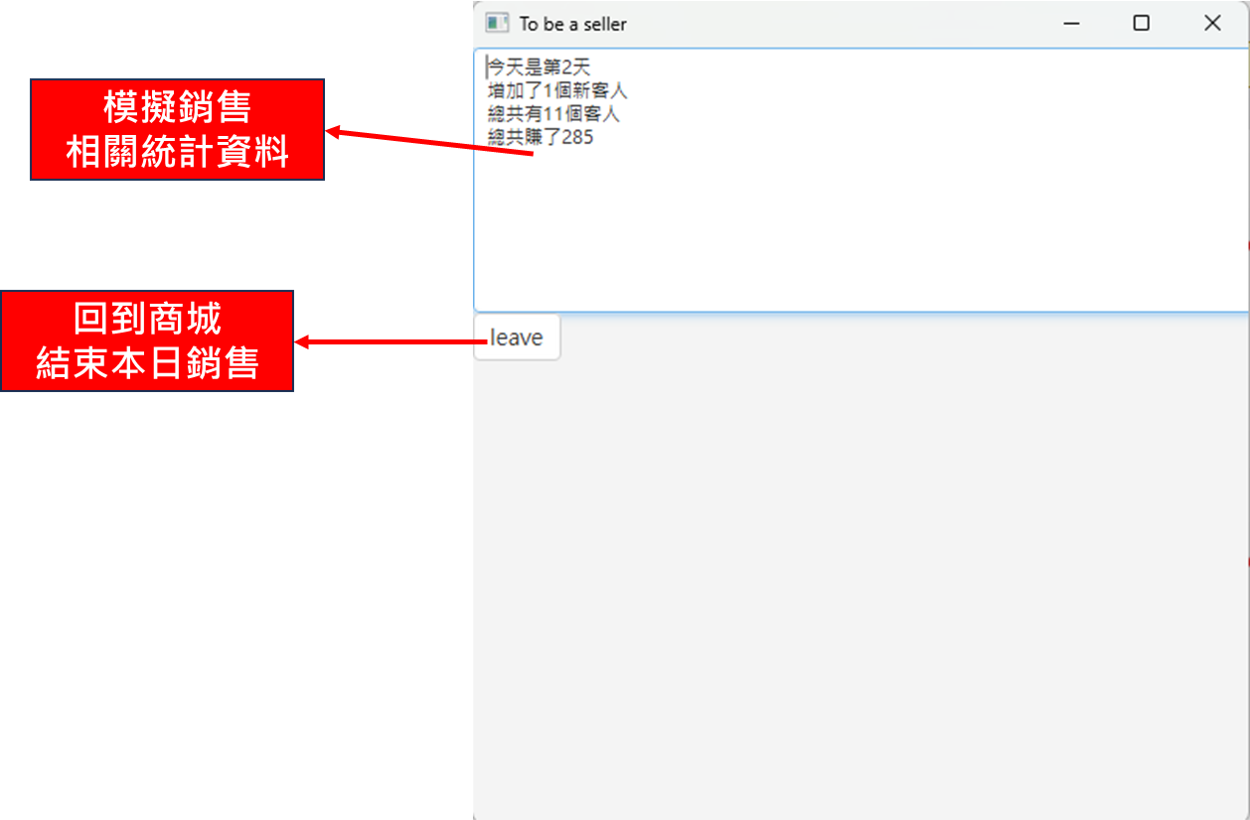 To be a seller
今天是第2天
增加了1個新客人
總共有11個客人
總共賺了285
模擬銷售
相關統計資料
回到商城
結束本日銷售
leave